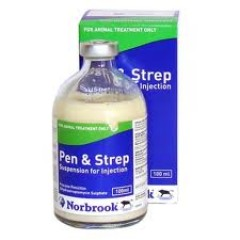 FOR ANIMAL TREATMENT ONLY
Strep
Injection
100 ml
Norbrook
FOR ANIMAL TREATMENT ONLY
Pen & Strep
Suspension for Injection
100ml
Norbrook